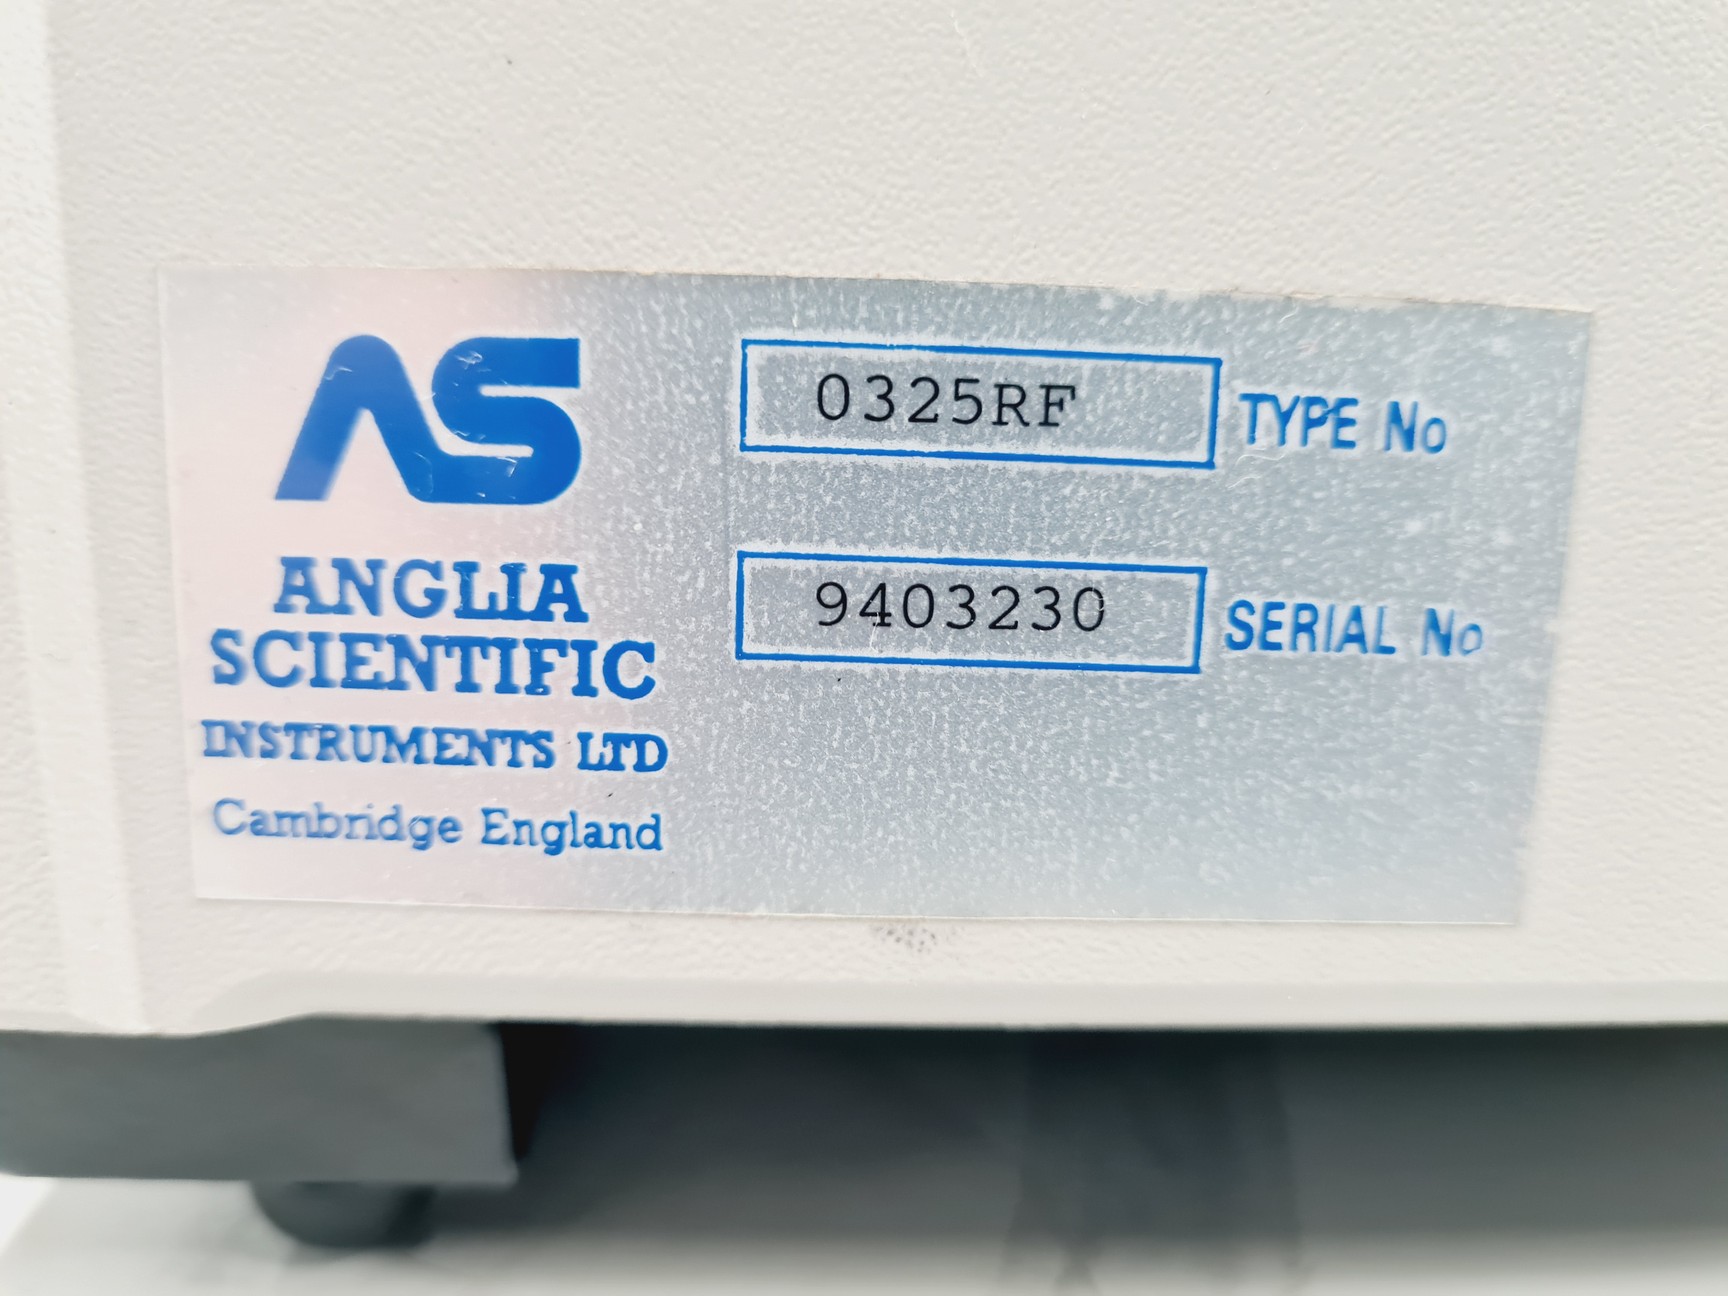 AS
ANGLIA
SCIENTIFIC
INSTRUMENTS LTD
Cambridge England
0325RF TYPE No
9403230 SERIAL No